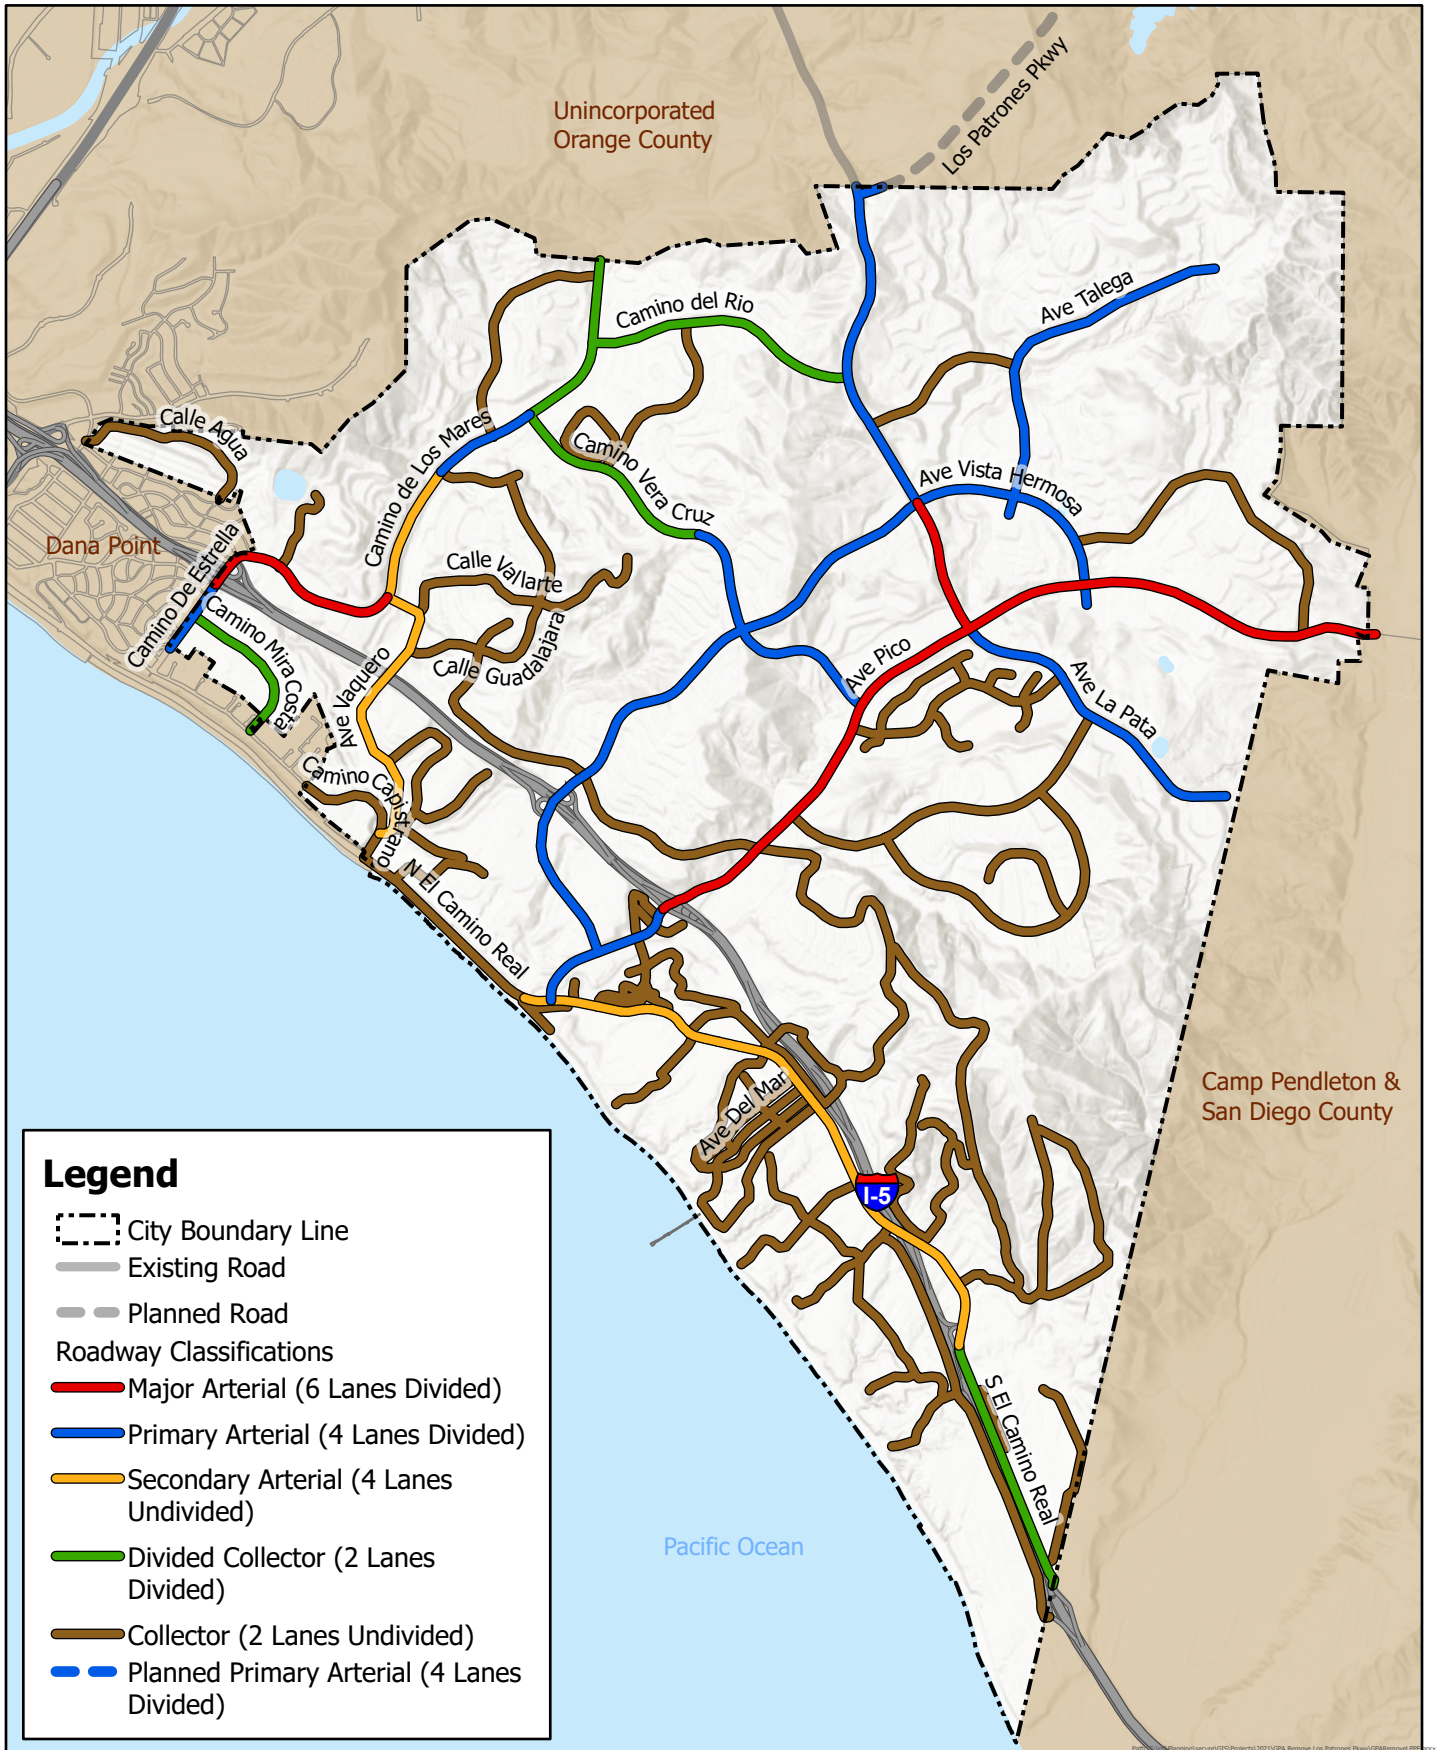 Unincorporated
Orange County
Los Patrones Pkwy
Camino del Rio
Ave Talega
Calle Agua
Camino de Los Mares
Camino Vera Cruz
Ave Vista Hermosa
Dana Point
Camino De Estrella
Calle Vallarte
Camino Mira Costa
Calle Guadalajara
Ave Vaquero
Ave Pico
Ave La Pata
Camino Capistrano
N El Camino Real
Ave Del Mar
Camp Pendleton &
San Diego County
I-5
S El Camino Real
Pacific Ocean
Legend
City Boundary Line
Existing Road
Planned Road
Roadway Classifications
Major Arterial (6 Lanes Divided)
Primary Arterial (4 Lanes Divided)
Secondary Arterial (4 Lanes
Undivided)
Divided Collector (2 Lanes
Divided)
Collector (2 Lanes Undivided)
Planned Primary Arterial (4 Lanes
Divided)